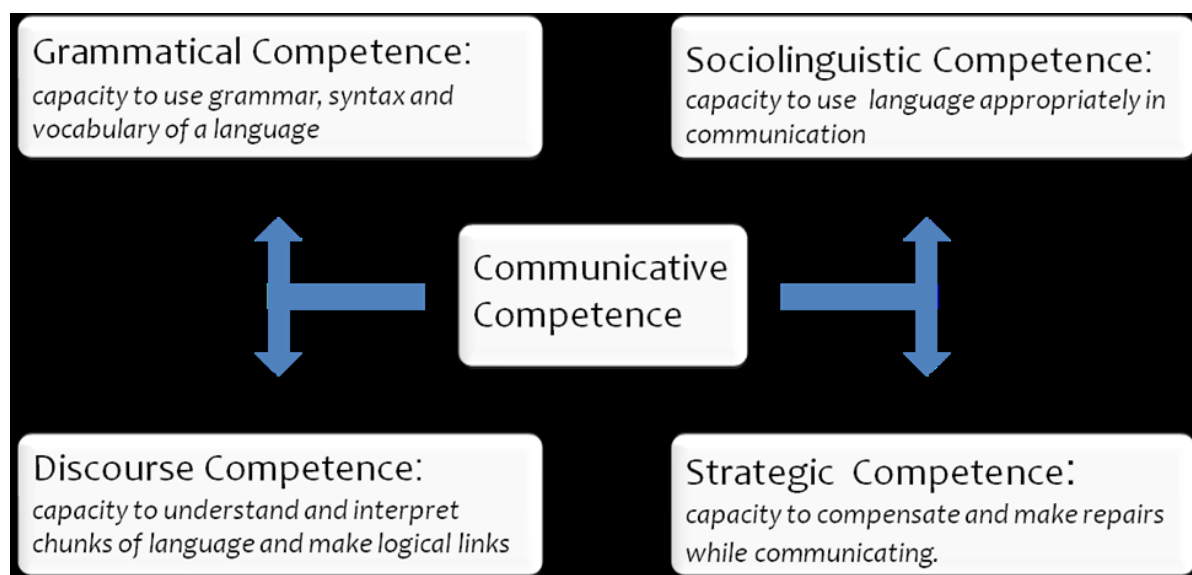 Grammatical Competence:
capacity to use grammar, syntax and
vocabulary of a language
Sociolinguistic Competence:
capacity to use language appropriately in
communication
Communicative
Competence
Discourse Competence:
capacity to understand and interpret
chunks of language and make logical links
Strategic Competence:
capacity to compensate and make repairs
while communicating.